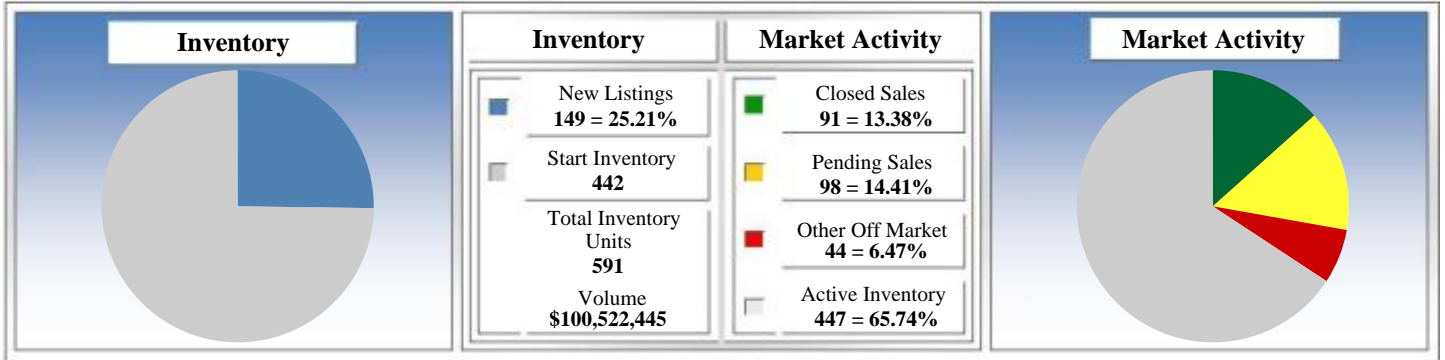 Inventory
Inventory
Market Activity
New Listings
149 = 25.21%
Start Inventory
442
Total Inventory
Units
591
Volume
$100,522,445
Closed Sales
91 = 13.38%
Pending Sales
98 = 14.41%
Other Off Market
44 = 6.47%
Active Inventory
447 = 65.74%
Market Activity